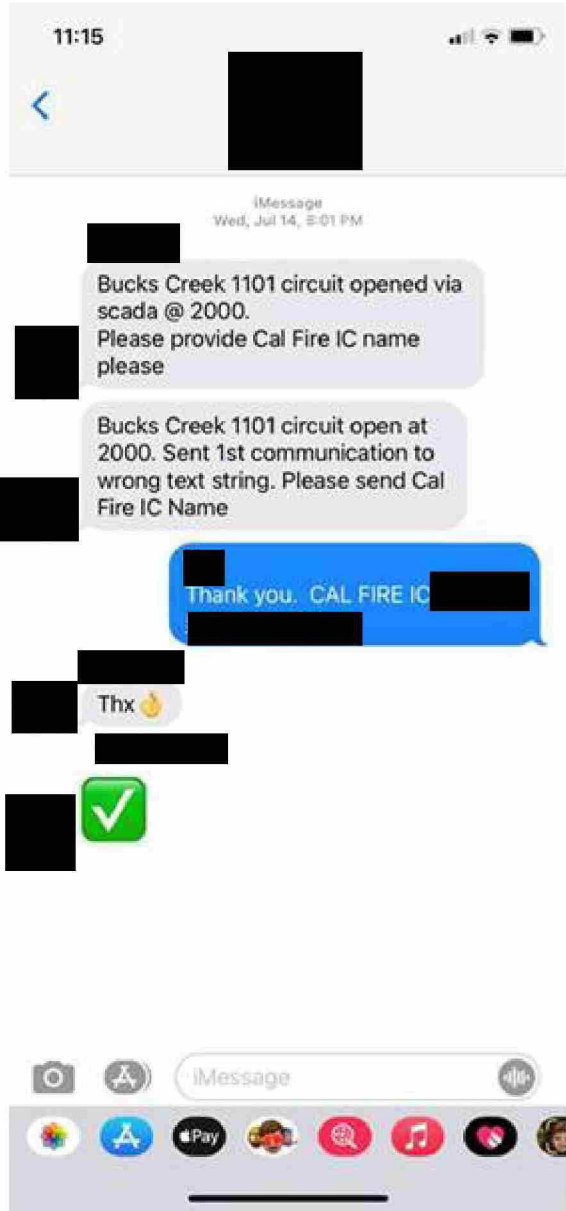 11:15
iMessage
Wed, Jul 14, 8:01 PM
Bucks Creek 1101 circuit opened via
scada @ 2000.
Please provide Cal Fire IC name
please
Bucks Creek 1101 circuit open at
2000. Sent 1st communication to
wrong text string. Please send Cal
Fire IC Name
Thank you. CAL FIRE IC
Thx👌
iMessage
Pay